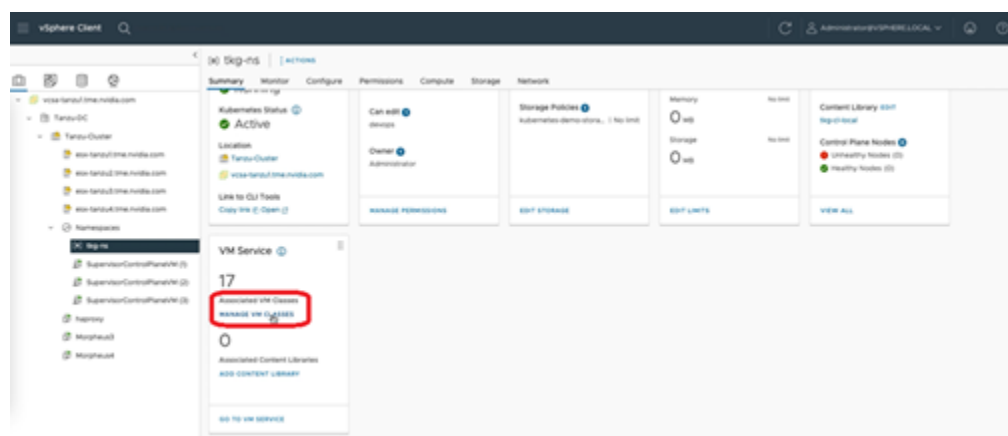 vSphere Client
Administrator@VSPHERE.LOCAL
tkg-ns
ACTIONS
Summary Monitor Configure Permissions Compute Storage Network
vcsa-tanzu1.tme.nvidia.com
Tanzu-DC
Tanzu-Cluster
esx-tanzu1.tme.nvidia.com
esx-tanzu2.tme.nvidia.com
esx-tanzu3.tme.nvidia.com
esx-tanzu4.tme.nvidia.com
Namespaces
tkg-ns
SupervisorControlPlaneVM (1)
SupervisorControlPlaneVM (2)
SupervisorControlPlaneVM (3)
haproxy
Morpheus3
Morpheus4
Running
Kubernetes Status
Active
Location
Tanzu-Cluster
vcsa-tanzu1.tme.nvidia.com
Link to CLI Tools
Copy link Open
Can edit
devops
Owner
Administrator
MANAGE PERMISSIONS
Storage Policies
kubernetes-demo-stora... | No limit
EDIT STORAGE
Memory No limit
0 MB
Storage No limit
0 MB
EDIT LIMITS
Content Library EDIT
tkg-cl-local
Control Plane Nodes
Unhealthy Nodes (0)
Healthy Nodes (0)
VIEW ALL
VM Service
17
Associated VM Classes
MANAGE VM CLASSES
0
Associated Content Libraries
ADD CONTENT LIBRARY
GO TO VM SERVICE